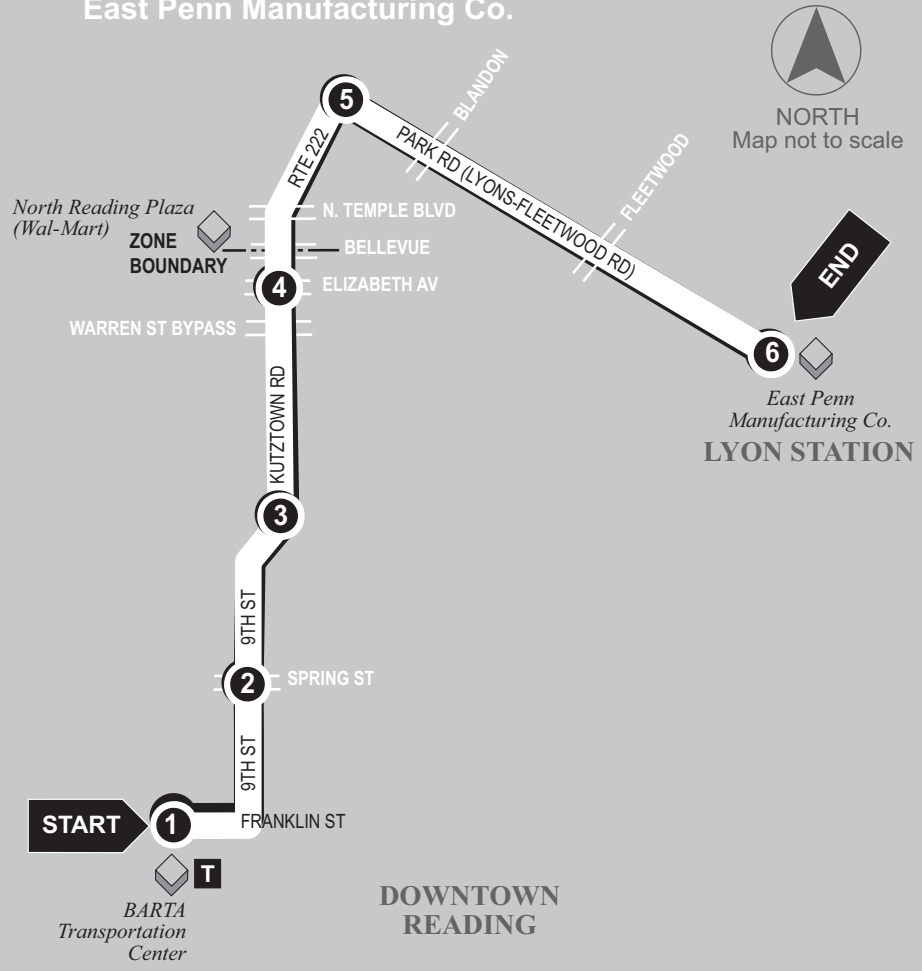 East Penn Manufacturing Co.
NORTH
Map not to scale
5
BLANDON
RTE 222
PARK RD (LYONS-FLEETWOOD RD)
FLEETWOOD
North Reading Plaza
(Wal-Mart)
ZONE
BOUNDARY
N. TEMPLE BLVD
BELLEVUE
4
ELIZABETH AV
WARREN ST BYPASS
END
6
East Penn
Manufacturing Co.
LYON STATION
KUTZTOWN RD
3
9TH ST
2
SPRING ST
9TH ST
START
1
FRANKLIN ST
T
BARTA
Transportation
Center
DOWNTOWN
READING